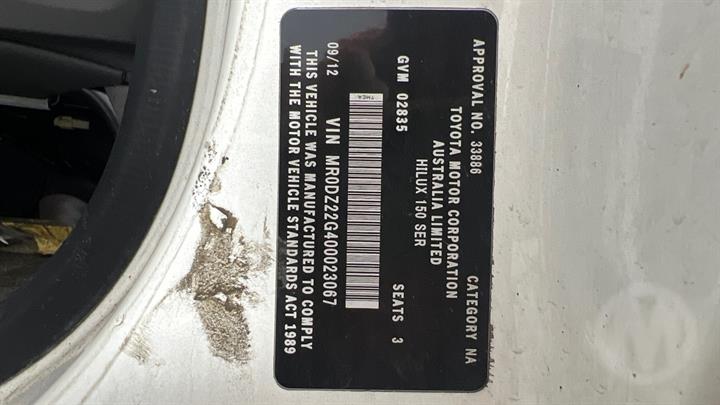 APPROVAL NO. 33886 CATEGORY NA
TOYOTA MOTOR CORPORATION
AUSTRALIA LIMITED
HILUX 150 SER
GVM 02835 SEATS 3
09/12 VIN MR0DZ22G400023067
THIS VEHICLE WAS MANUFACTURED TO COMPLY
WITH THE MOTOR VEHICLE STANDARDS ACT 1989
M